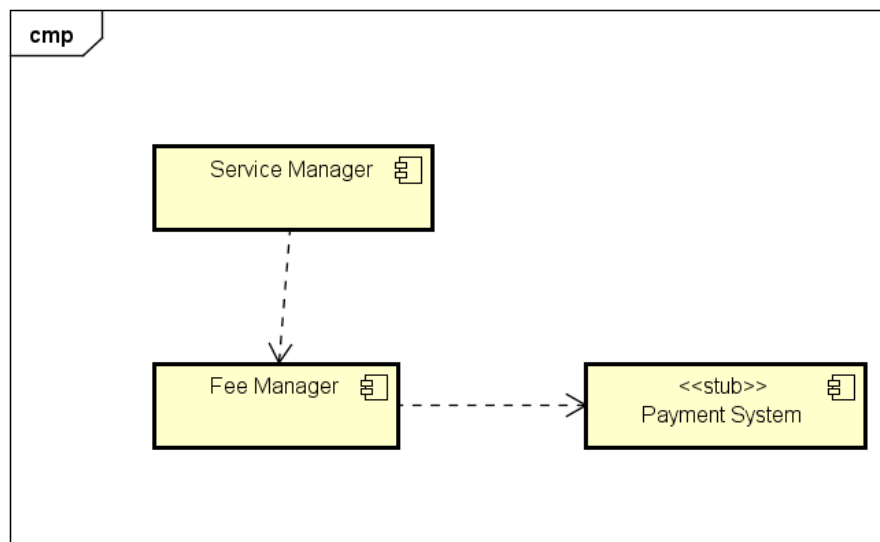 cmp
Service Manager
Fee Manager
<<stub>>
Payment System